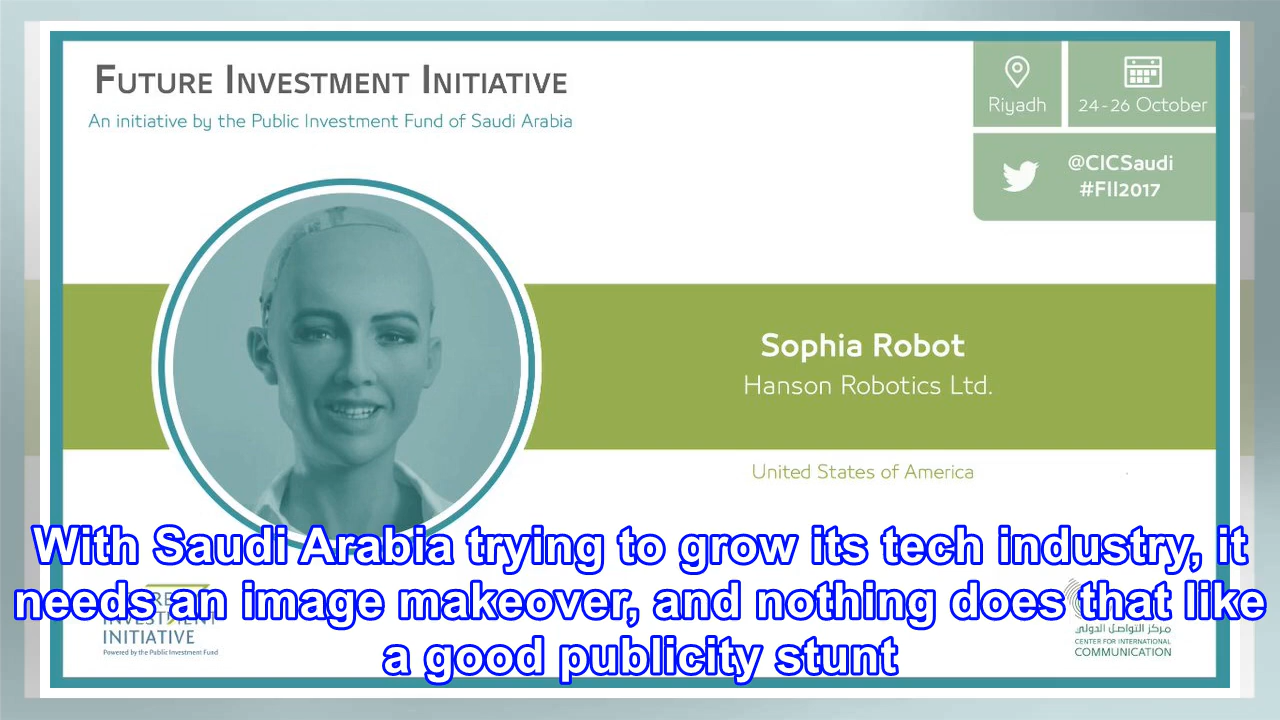 FUTURE INVESTMENT INITIATIVE
An initiative by the Public Investment Fund of Saudi Arabia
Riyadh
24-26 October
@CICSaudi
#FII2017
Sophia Robot
Hanson Robotics Ltd.
United States of America
With Saudi Arabia trying to grow its tech industry, it
needs an image makeover, and nothing does that like
a good publicity stunt
INITIATIVE
Powered by the Public Investment Fund
مركز التواصل الدولي
CENTER FOR INTERNATIONAL
COMMUNICATION